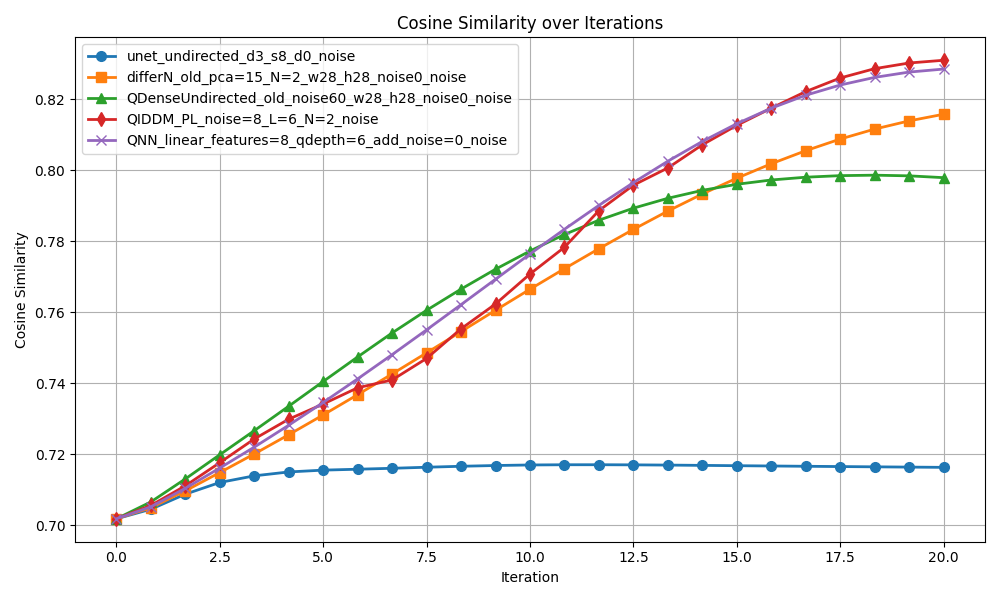 Cosine Similarity over Iterations
unet_undirected_d3_s8_d0_noise
differN_old_pca=15_N=2_w28_h28_noise0_noise
QDenseUndirected_old_noise60_w28_h28_noise0_noise
QIDDM_PL_noise=8_L=6_N=2_noise
QNN_linear_features=8_qdepth=6_add_noise=0_noise
Cosine Similarity
0.82
0.80
0.78
0.76
0.74
0.72
0.70
0.0 2.5 5.0 7.5 10.0 12.5 15.0 17.5 20.0
Iteration